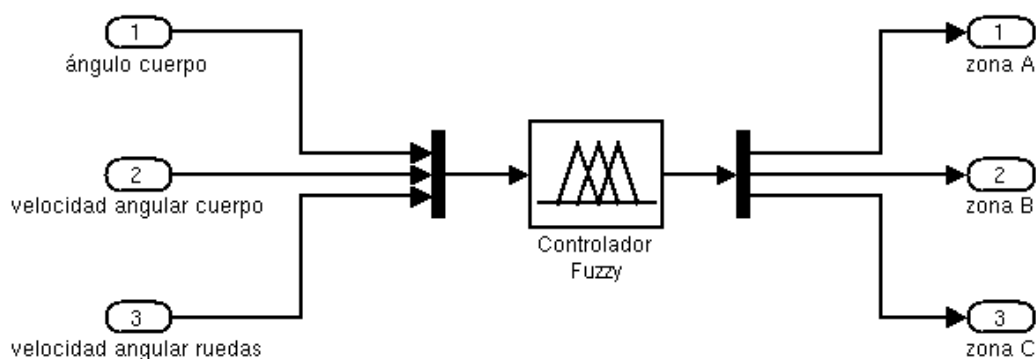 1
ángulo cuerpo
2
velocidad angular cuerpo
3
velocidad angular ruedas
Controlador
Fuzzy
1
zona A
2
zona B
3
zona C